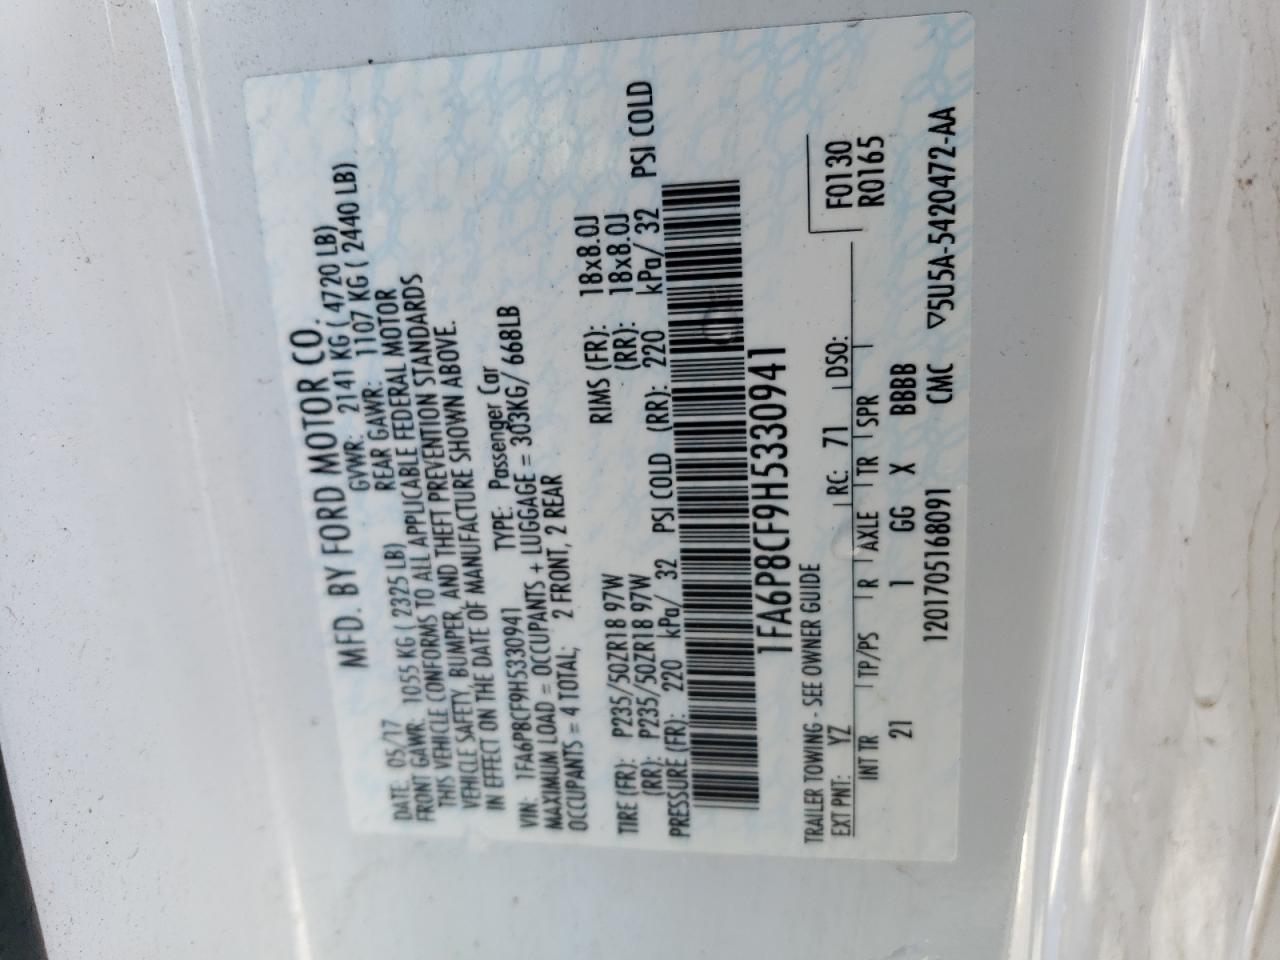 MFD. BY FORD MOTOR CO.
DATE: 05/17 GVWR: 2141 KG ( 4720 LB)
FRONT GAWR: 1055 KG ( 2325 LB) REAR GAWR: 1107 KG ( 2440 LB)
THIS VEHICLE CONFORMS TO ALL APPLICABLE FEDERAL MOTOR
VEHICLE SAFETY, BUMPER, AND THEFT PREVENTION STANDARDS
IN EFFECT ON THE DATE OF MANUFACTURE SHOWN ABOVE.
VIN: 1FA6P8CF9H5330941 TYPE: Passenger Car
MAXIMUM LOAD = OCCUPANTS + LUGGAGE = 303KG/ 668LB
OCCUPANTS = 4 TOTAL; 2 FRONT, 2 REAR
TIRE (FR): P235/50ZR18 97W RIMS (FR): 18x8.0J
(RR): P235/50ZR18 97W (RR): 18x8.0J
PRESSURE (FR): 220 kPa/ 32 PSI COLD (RR): 220 kPa/ 32 PSI COLD
1FA6P8CF9H5330941
TRAILER TOWING - SEE OWNER GUIDE
F0130
EXT PNT: YZ RC: 71 DSO:
R0165
INT TR TP/PS R AXLE TR SPR
21 1 GG X BBBB
1201705168091 CMC ▽5U5A-5420472-AA